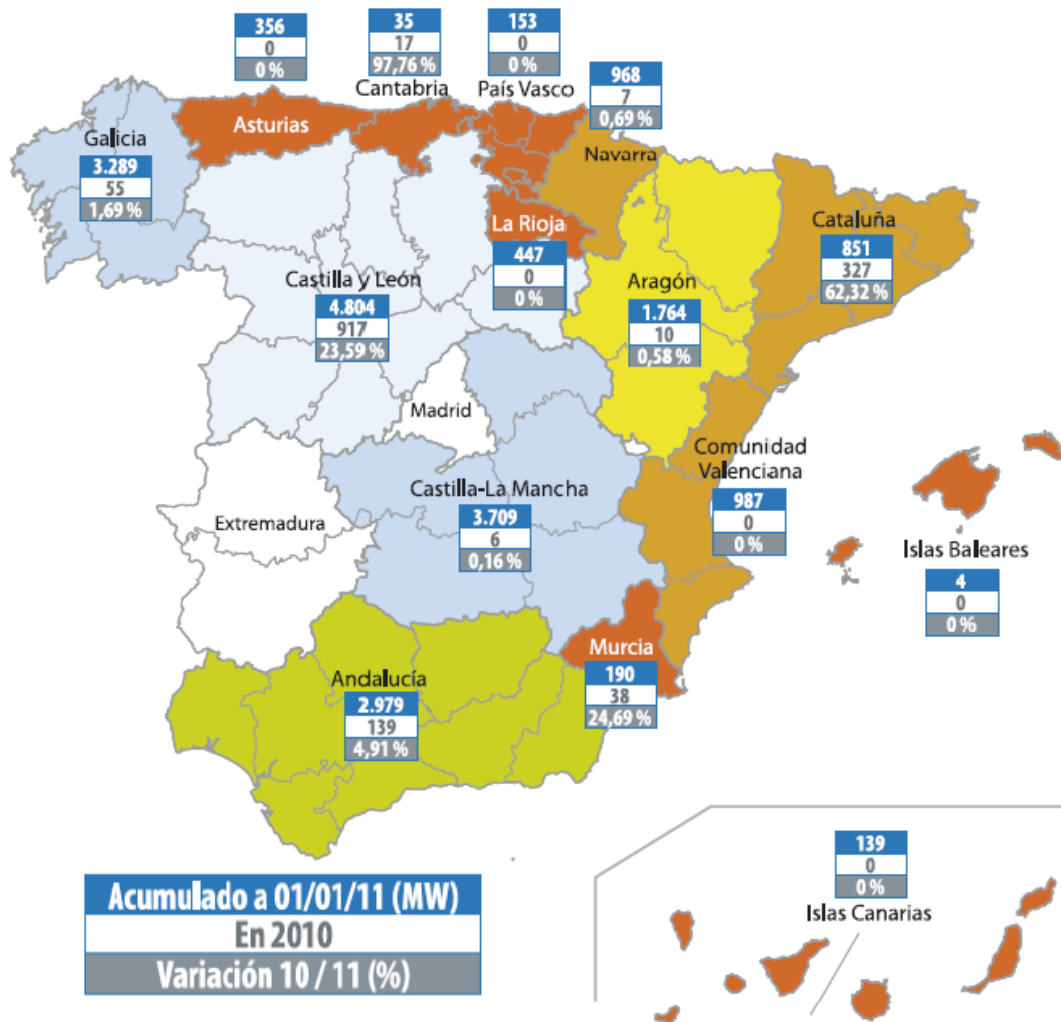 356
0
0 %
Asturias
35
17
97,76 %
Cantabria
153
0
0 %
País Vasco
968
7
0,69 %
Navarra
Galicia
3.289
55
1,69 %
La Rioja
447
0
0 %
Cataluña
851
327
62,32 %
Castilla y León
4.804
917
23,59 %
Aragón
1.764
10
0,58 %
Madrid
Comunidad
Valenciana
987
0
0 %
Castilla-La Mancha
3.709
6
0,16 %
Extremadura
Islas Baleares
4
0
0 %
Murcia
190
38
24,69 %
Andalucía
2.979
139
4,91 %
139
0
0 %
Islas Canarias
Acumulado a 01/01/11 (MW)
En 2010
Variación 10 / 11 (%)